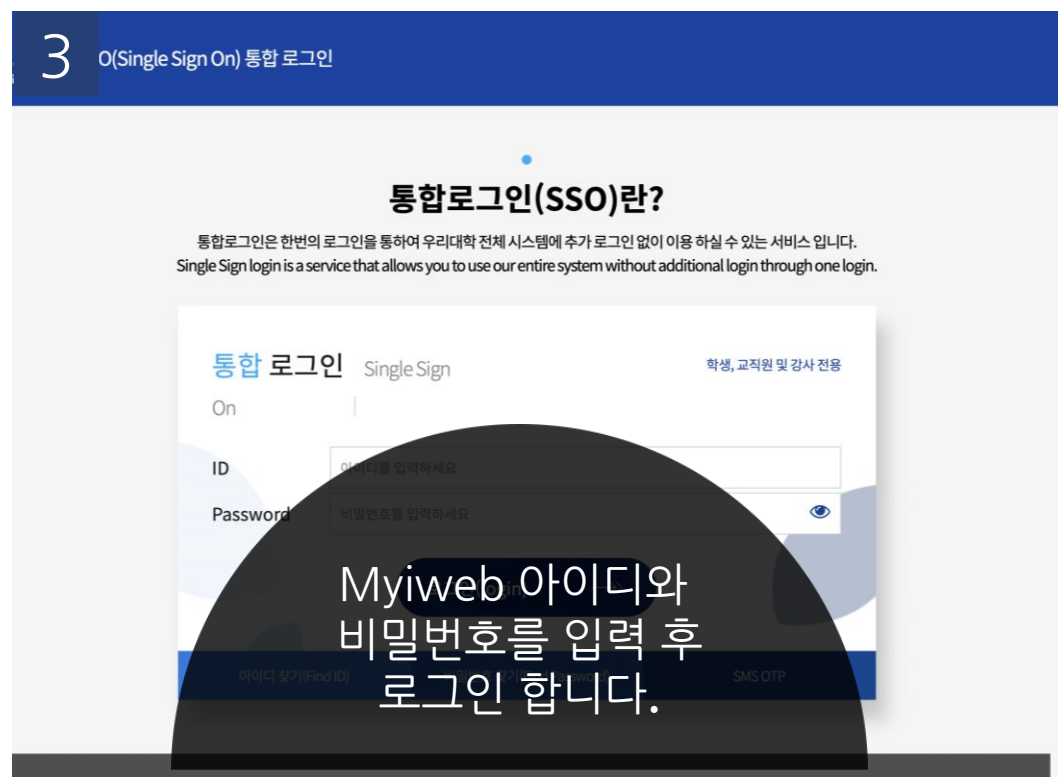 3
O(Single Sign On) 통합 로그인
통합로그인(SSO)란?
통합로그인은 한번의 로그인을 통하여 우리대학 전체 시스템에 추가 로그인 없이 이용 하실 수 있는 서비스 입니다.
Single Sign login is a service that allows you to use our entire system without additional login through one login.
통합 로그인 Single Sign
학생, 교직원 및 강사 전용
On
ID
아이디를 입력하세요
Password
비밀번호를 입력하세요
Myiweb 아이디와
비밀번호를 입력 후
로그인 합니다.
아이디 찾기(Find ID)
SMS OTP